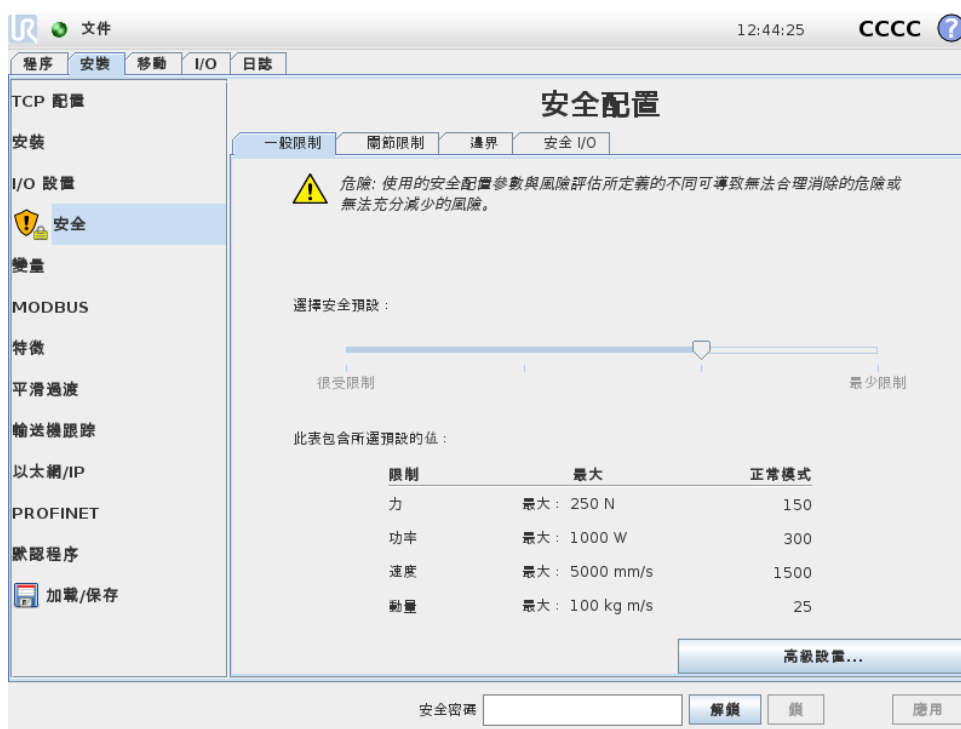 UR 文件 12:44:25 CCCC ?
程序 安裝 移動 I/O 日誌
TCP 配置
安裝
I/O 設置
安全
變量
MODBUS
特徵
平滑過渡
輸送機跟踪
以太網/IP
PROFINET
默認程序
加載/保存
安全配置
一般限制 關節限制 邊界 安全 I/O
危險: 使用的安全配置參數與風險評估所定義的不同可導致無法合理消除的危險或
無法充分減少的風險。
選擇安全預設：
很受限制 最少限制
此表包含所選預設的值：
限制 最大 正常模式
力 最大： 250 N 150
功率 最大： 1000 W 300
速度 最大： 5000 mm/s 1500
動量 最大： 100 kg m/s 25
高級設置...
安全密碼 解鎖 鎖 應用